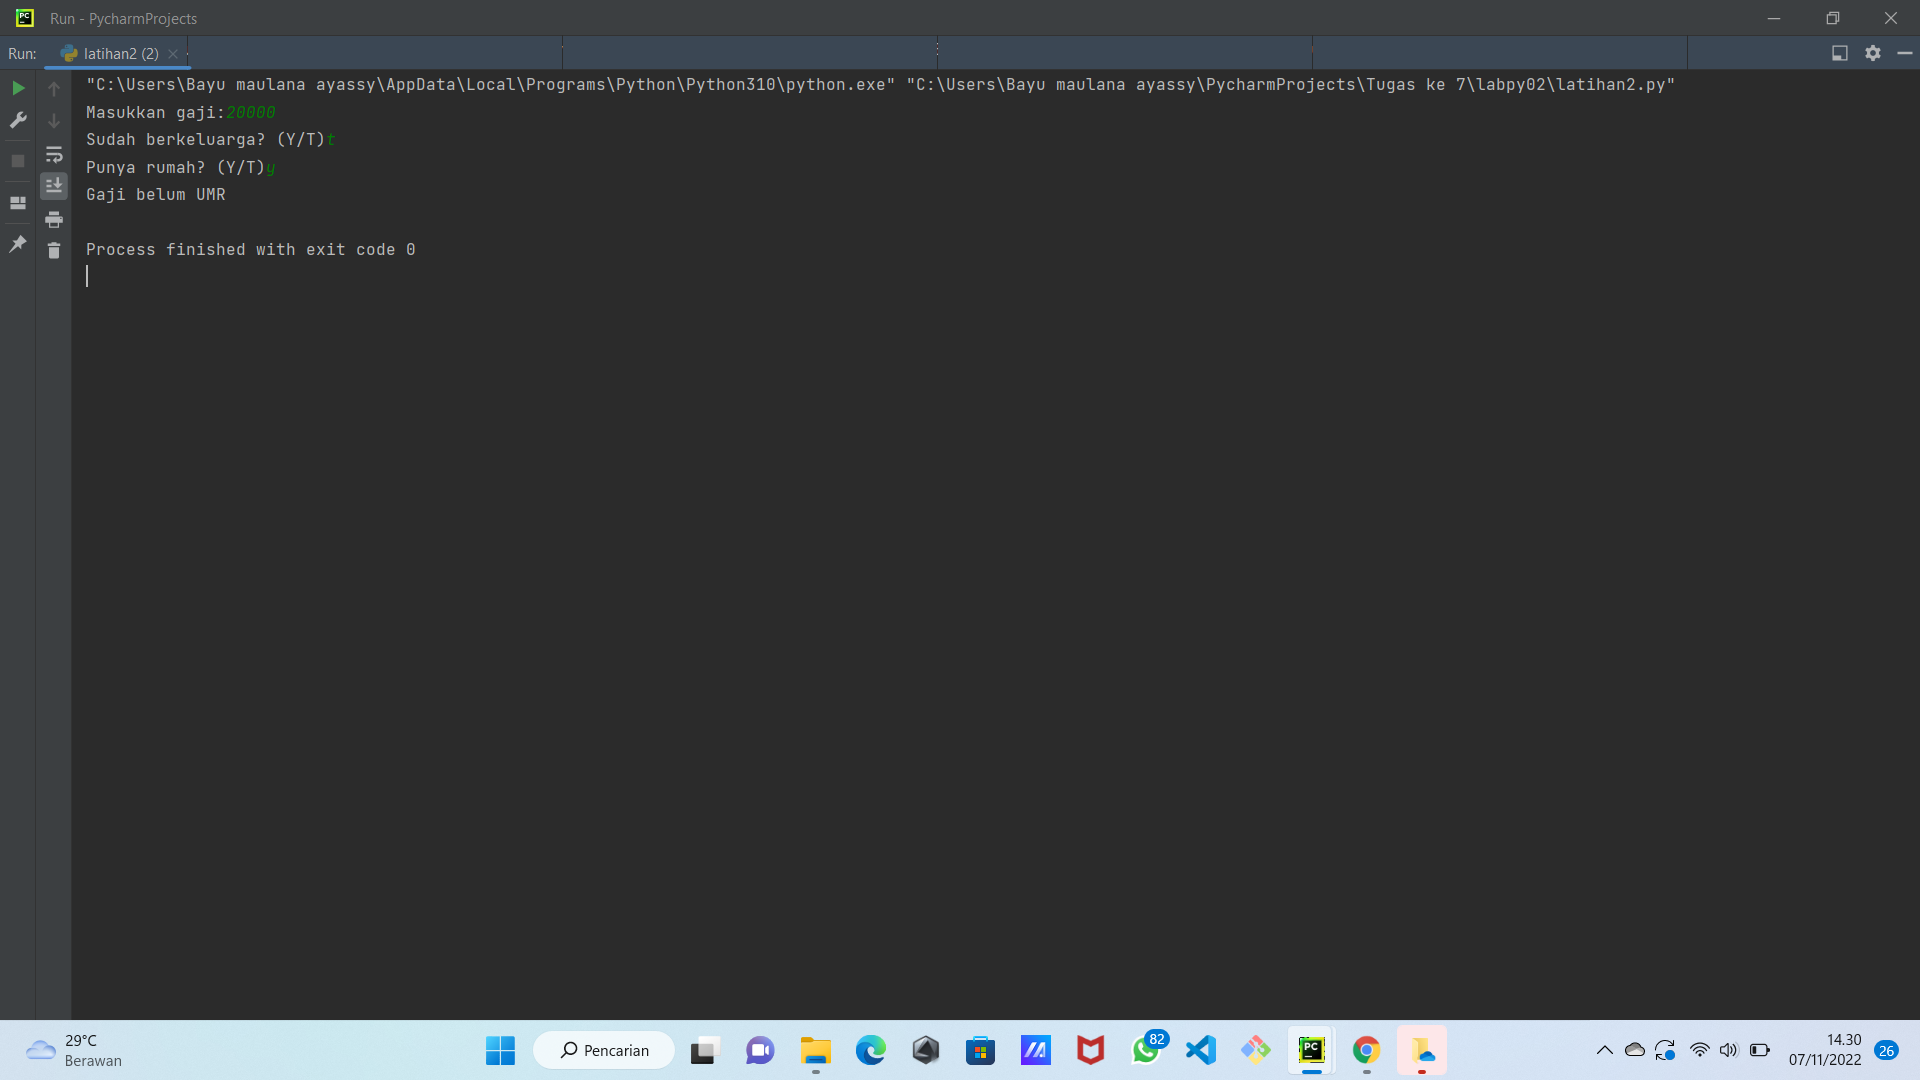 Run - PycharmProjects
Run: latihan2 (2)
"C:\Users\Bayu maulana ayassy\AppData\Local\Programs\Python\Python310\python.exe" "C:\Users\Bayu maulana ayassy\PycharmProjects\Tugas ke 7\labpy02\latihan2.py"
Masukkan gaji:20000
Sudah berkeluarga? (Y/T)t
Punya rumah? (Y/T)y
Gaji belum UMR
Process finished with exit code 0
29°C
Berawan
Pencarian
82
14.30
07/11/2022
26